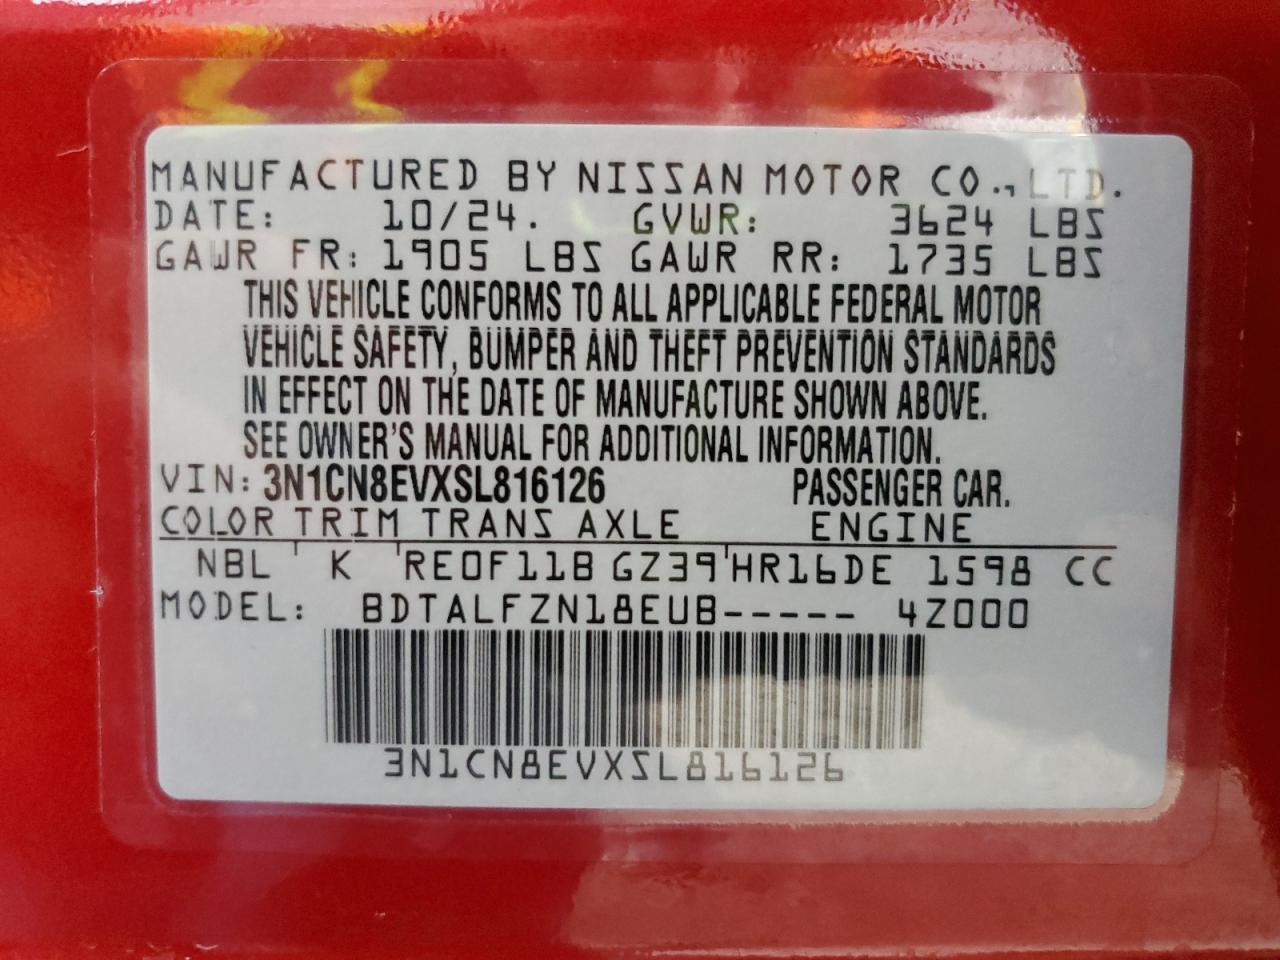 MANUFACTURED BY NISSAN MOTOR CO., LTD.
DATE: 10/24. GVWR: 3624 LBS
GAWR FR: 1905 LBS GAWR RR: 1735 LBS
THIS VEHICLE CONFORMS TO ALL APPLICABLE FEDERAL MOTOR
VEHICLE SAFETY, BUMPER AND THEFT PREVENTION STANDARDS
IN EFFECT ON THE DATE OF MANUFACTURE SHOWN ABOVE.
SEE OWNER'S MANUAL FOR ADDITIONAL INFORMATION.
VIN: 3N1CN8EVXSL816126 PASSENGER CAR.
COLOR TRIM TRANS AXLE ENGINE
NBL K RE0F11B GZ39 HR16DE 1598 CC
MODEL: BDTALFZN18EUB----- 4Z000
3N1CN8EVXSL816126